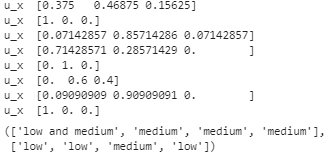 u_x  [0.375   0.46875 0.15625]
u_x  [1. 0. 0.]
u_x  [0.07142857 0.85714286 0.07142857]
u_x  [0.71428571 0.28571429 0.        ]
u_x  [0. 1. 0.]
u_x  [0.  0.6 0.4]
u_x  [0.09090909 0.90909091 0.        ]
u_x  [1. 0. 0.]
(['low and medium', 'medium', 'medium', 'medium'],
 ['low', 'low', 'medium', 'low'])